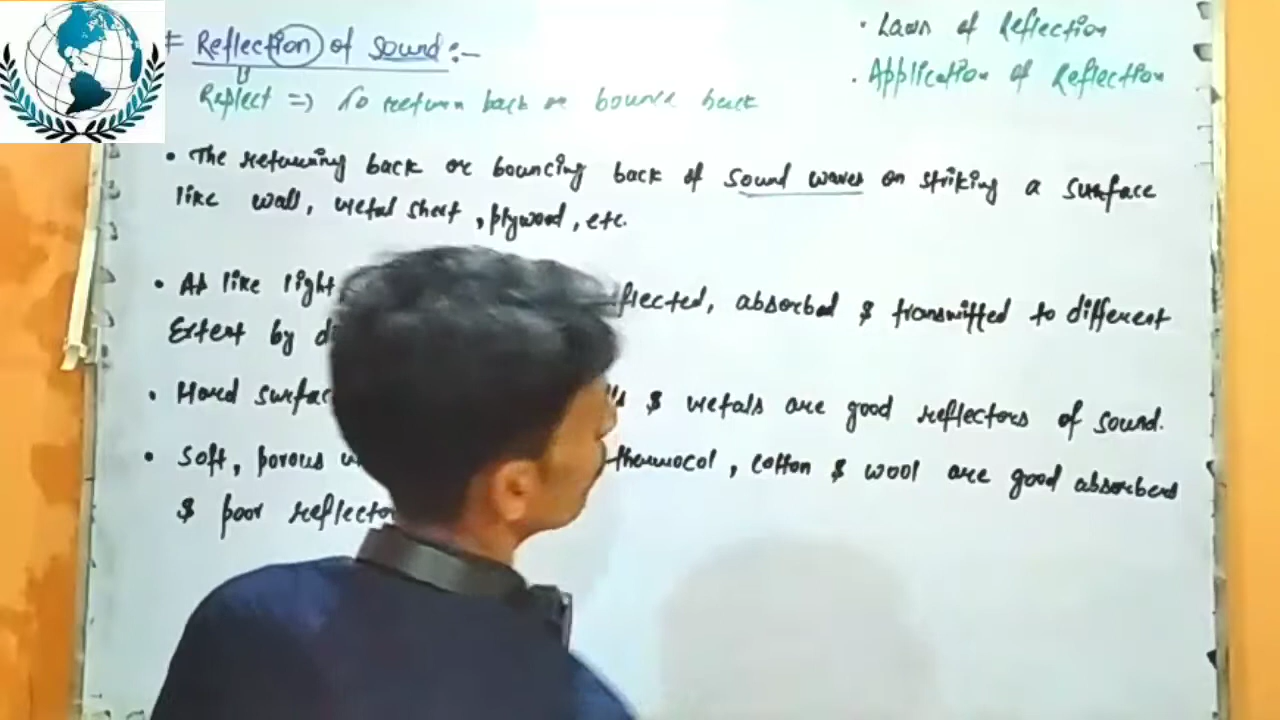 Reflection of Sound :-
• Laws of Reflection
• Application of Reflection
Reflect => To return back or bounce back
• The returning back or bouncing back of sound waves on striking a surface
like wall, metal sheet, plywood, etc.
• As like light flected, absorbed & transmitted to different
Extent by d
• Hard surfac & metals are good reflectors of sound.
• Soft, porous thermocol, cotton & wool are good absorbers
& poor reflecto